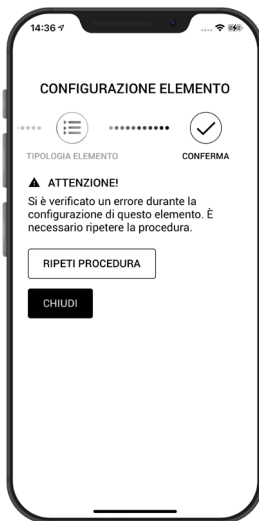 14:36
CONFIGURAZIONE ELEMENTO
TIPOLOGIA ELEMENTO
CONFERMA
ATTENZIONE!
Si è verificato un errore durante la
configurazione di questo elemento. È
necessario ripetere la procedura.
RIPETI PROCEDURA
CHIUDI